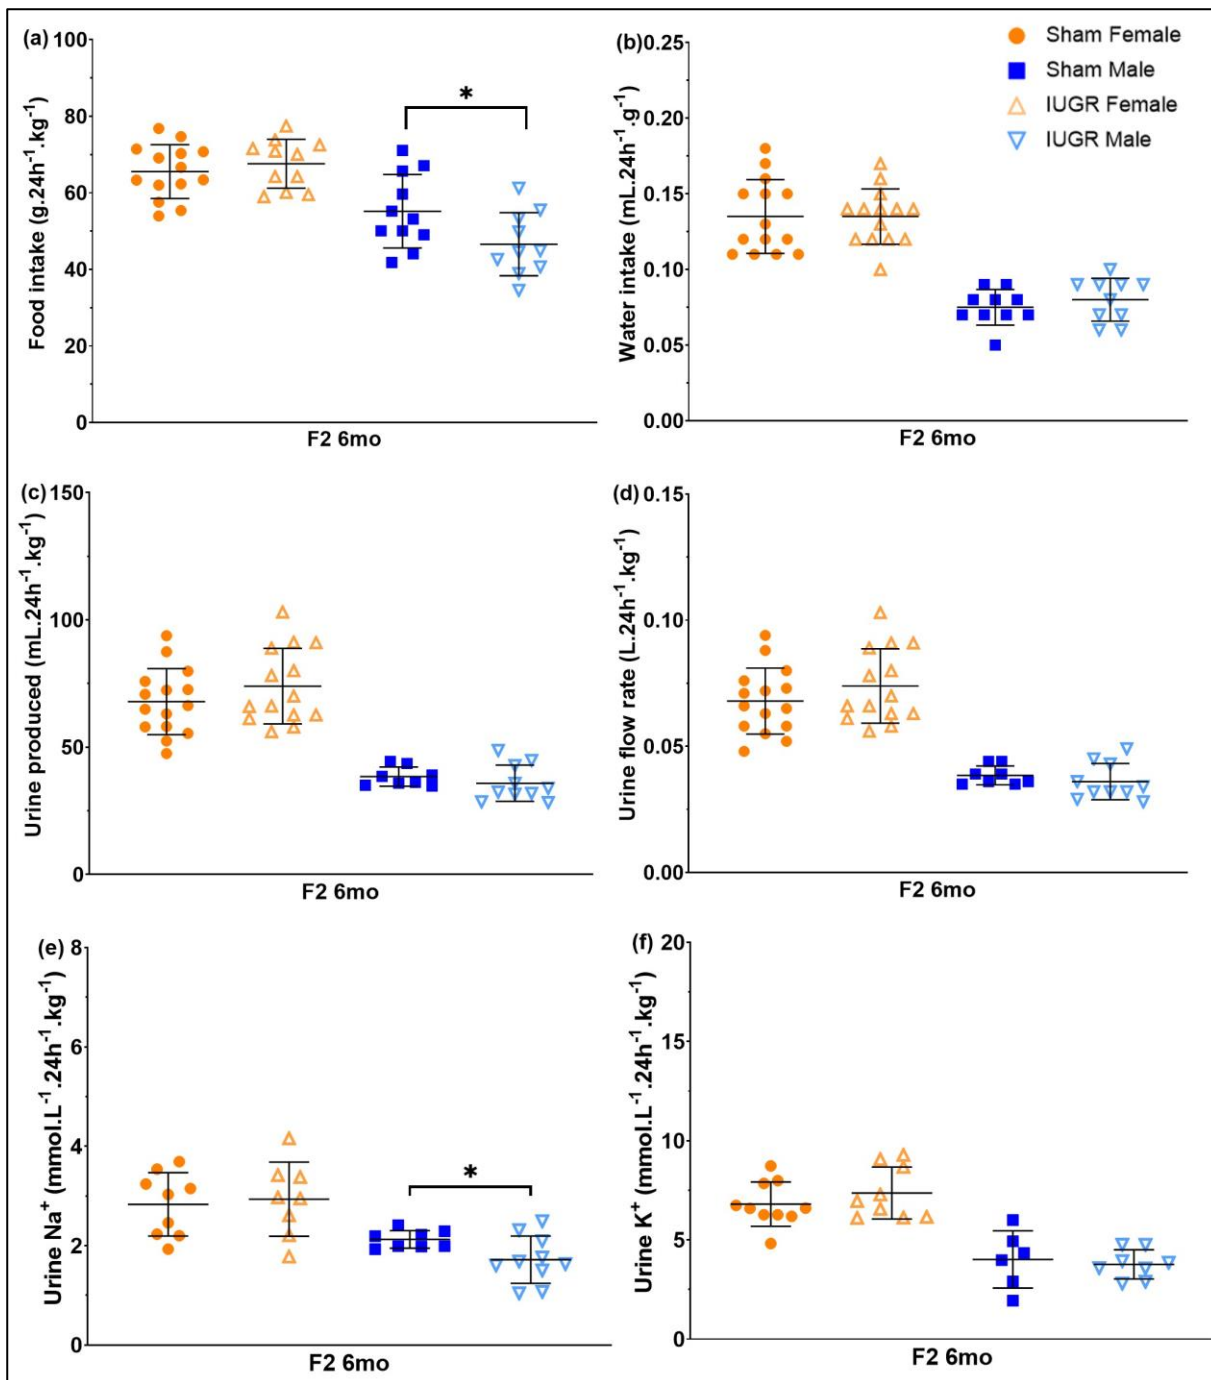 (a)
Food intake (g.24h⁻¹.kg⁻¹)
100
80
60
40
20
0
*
F2 6mo
(b)
Water intake (mL.24h⁻¹.g⁻¹)
0.25
0.20
0.15
0.10
0.05
0.00
F2 6mo
Sham Female
Sham Male
IUGR Female
IUGR Male
(c)
Urine produced (mL.24h⁻¹.kg⁻¹)
150
100
50
0
F2 6mo
(d)
Urine flow rate (L.24h⁻¹.kg⁻¹)
0.15
0.10
0.05
0.00
F2 6mo
(e)
Urine Na⁺ (mmol.L⁻¹.24h⁻¹.kg⁻¹)
8
6
4
2
0
*
F2 6mo
(f)
Urine K⁺ (mmol.L⁻¹.24h⁻¹.kg⁻¹)
20
15
10
5
0
F2 6mo